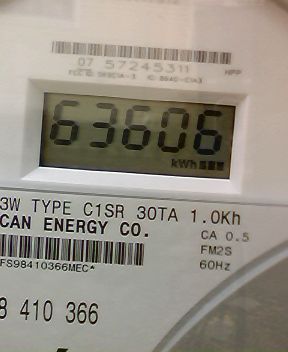 07 57245311
HPP
63606
kWh
3W TYPE C1SR 30TA 1.0Kh
CAN ENERGY CO.
CA 0.5
FM2S
60Hz
FS98410366MEC*
8 410 366